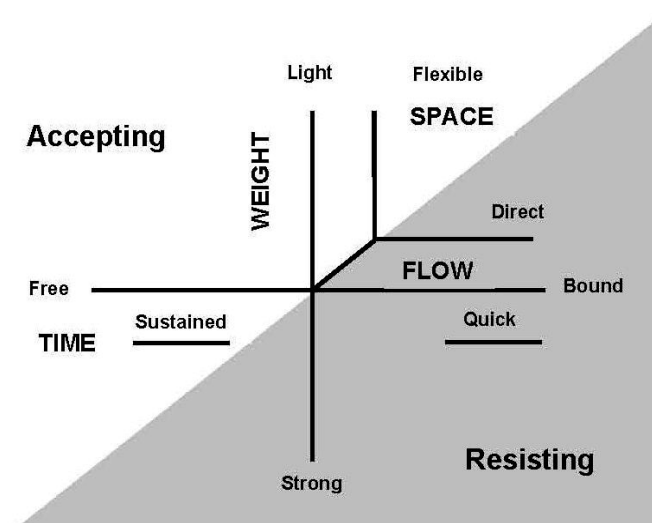 Light
Flexible
SPACE
Accepting
WEIGHT
Direct
FLOW
Free
Bound
Sustained
Quick
TIME
Resisting
Strong